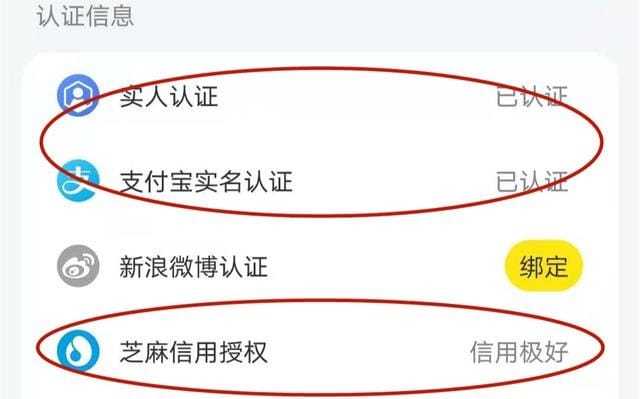 认证信息
实人认证 已认证
支付宝实名认证 已认证
新浪微博认证 绑定
芝麻信用授权 信用极好